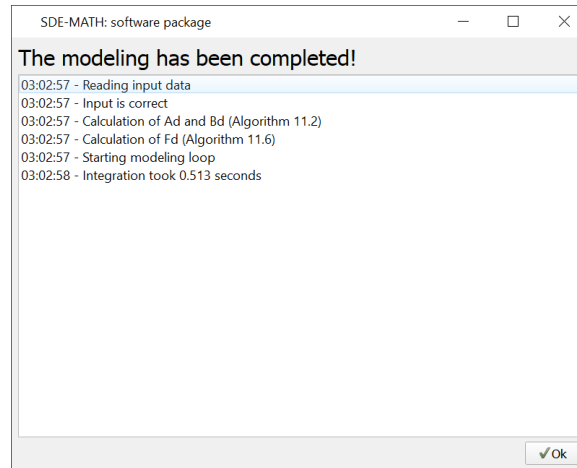 SDE-MATH: software package
The modeling has been completed!
03:02:57 - Reading input data
03:02:57 - Input is correct
03:02:57 - Calculation of Ad and Bd (Algorithm 11.2)
03:02:57 - Calculation of Fd (Algorithm 11.6)
03:02:57 - Starting modeling loop
03:02:58 - Integration took 0.513 seconds
Ok